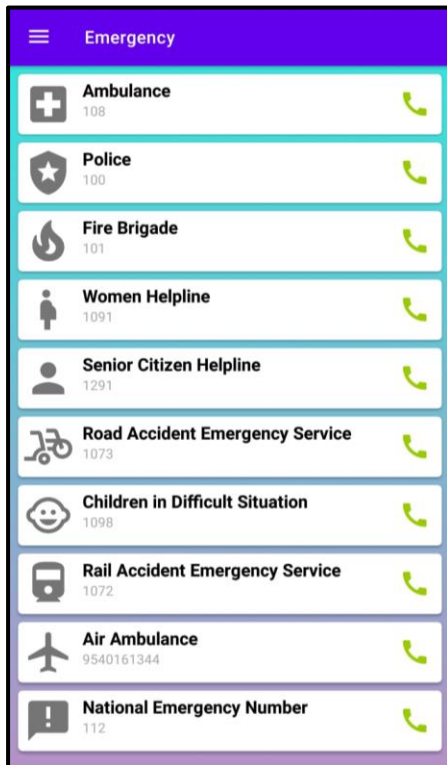 Emergency
Ambulance
108
Police
100
Fire Brigade
101
Women Helpline
1091
Senior Citizen Helpline
1291
Road Accident Emergency Service
1073
Children in Difficult Situation
1098
Rail Accident Emergency Service
1072
Air Ambulance
9540161344
National Emergency Number
112